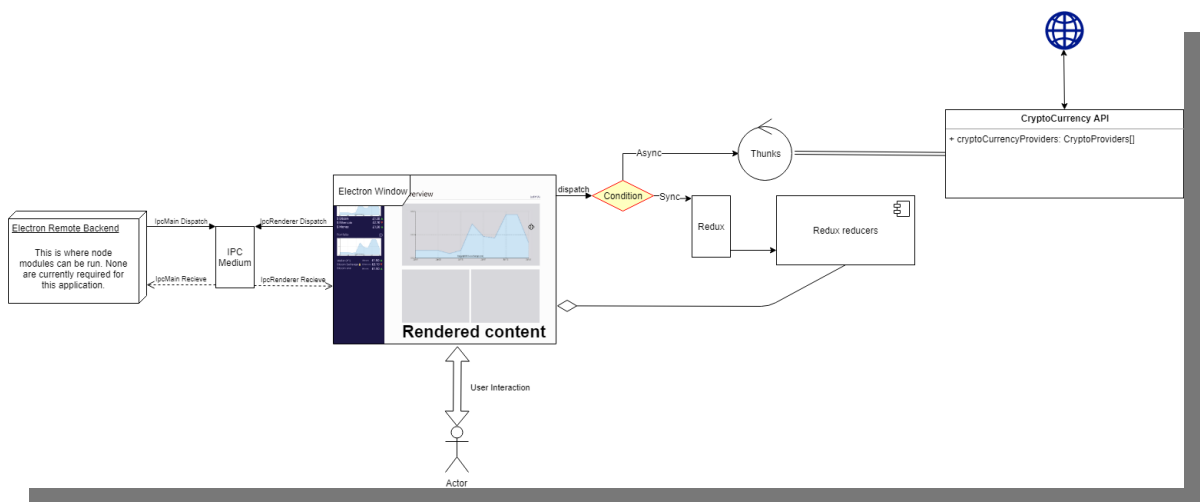 CryptoCurrency API
+ cryptoCurrencyProviders: CryptoProviders[]
Async
Thunks
Electron Window
erview
dispatch
Condition
Sync
Redux
Redux reducers
Electron Remote Backend
This is where node
modules can be run. None
are currently required for
this application.
IpcMain Dispatch
IpcRenderer Dispatch
IPC
Medium
IpcMain Recieve
IpcRenderer Recieve
Rendered content
User Interaction
Actor